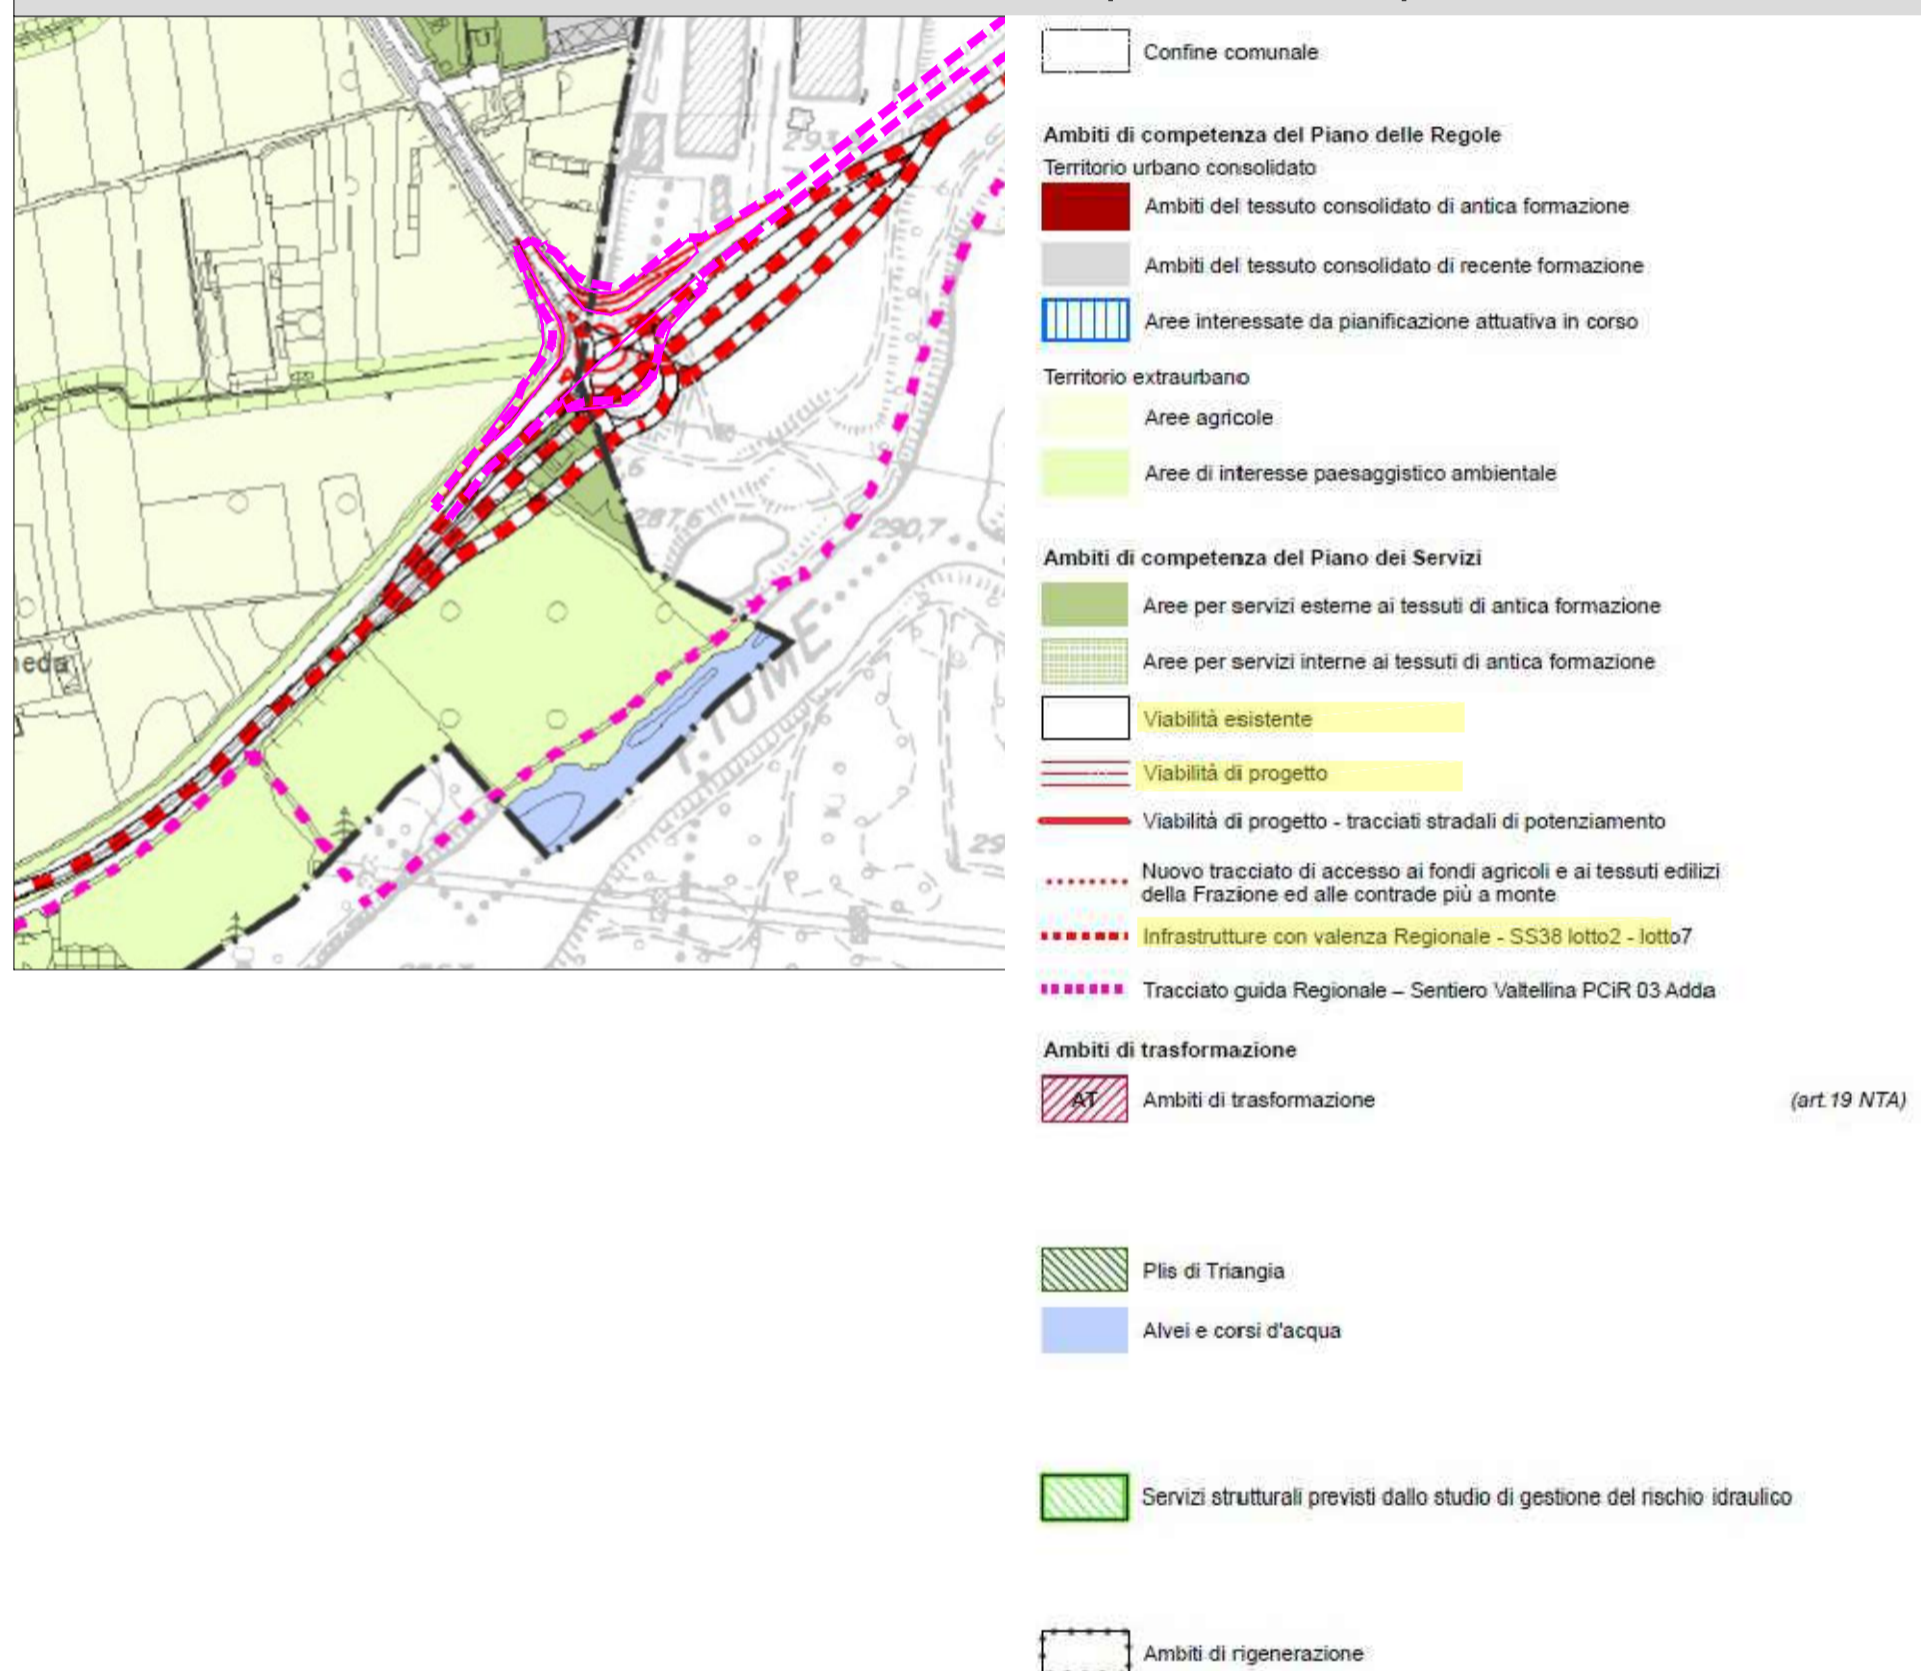 293
,6
287,6
290,7
neda
FIUME
29
Confine comunale
Ambiti di competenza del Piano delle Regole
Territorio urbano consolidato
Ambiti del tessuto consolidato di antica formazione
Ambiti del tessuto consolidato di recente formazione
Aree interessate da pianificazione attuativa in corso
Territorio extraurbano
Aree agricole
Aree di interesse paesaggistico ambientale
Ambiti di competenza del Piano dei Servizi
Aree per servizi esterne ai tessuti di antica formazione
Aree per servizi interne ai tessuti di antica formazione
Viabilità esistente
Viabilità di progetto
Viabilità di progetto - tracciati stradali di potenziamento
Nuovo tracciato di accesso ai fondi agricoli e ai tessuti edilizi
della Frazione ed alle contrade più a monte
Infrastrutture con valenza Regionale - SS38 lotto2 - lotto7
Tracciato guida Regionale – Sentiero Valtellina PCiR 03 Adda
Ambiti di trasformazione
AT Ambiti di trasformazione (art.19 NTA)
Plis di Triangia
Alvei e corsi d'acqua
Servizi strutturali previsti dallo studio di gestione del rischio idraulico
Ambiti di rigenerazione